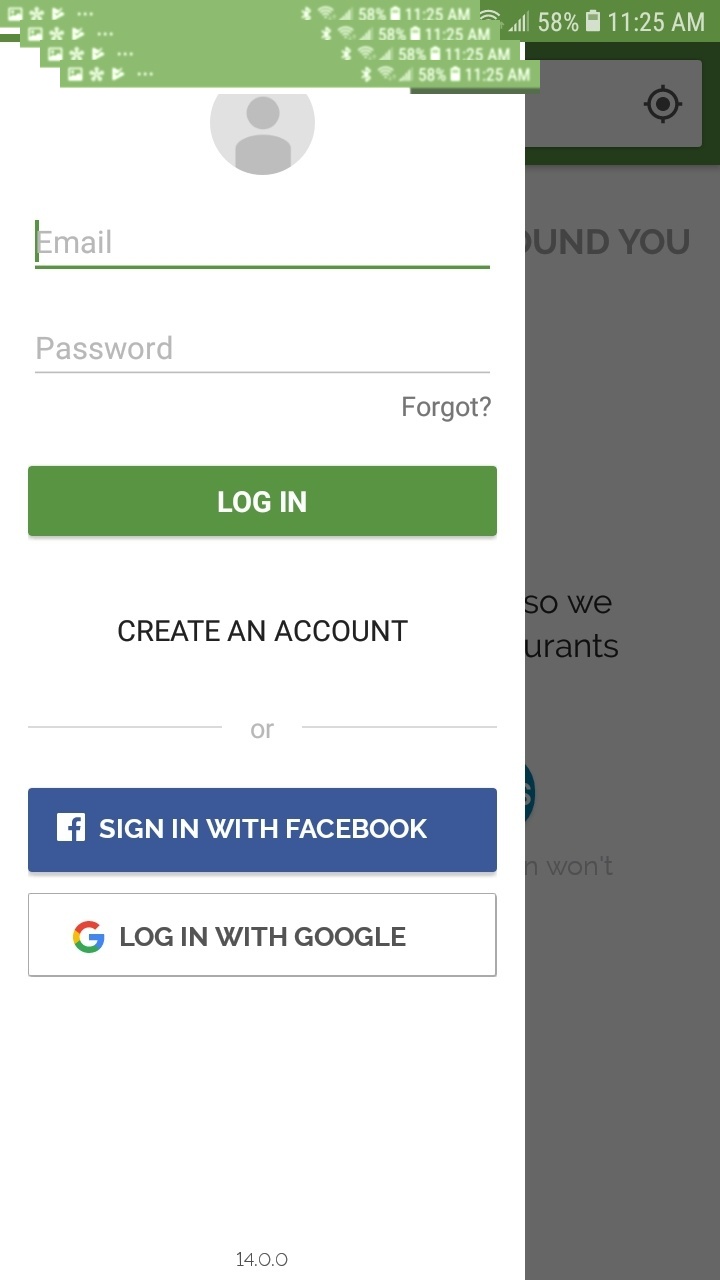 58% 11:25 AM
58% 11:25 AM
58% 11:25 AM
58% 11:25 AM
58% 11:25 AM
OUND YOU
Email
Password
Forgot?
LOG IN
so we
CREATE AN ACCOUNT
urants
or
S
SIGN IN WITH FACEBOOK
n won't
G LOG IN WITH GOOGLE
14.0.0